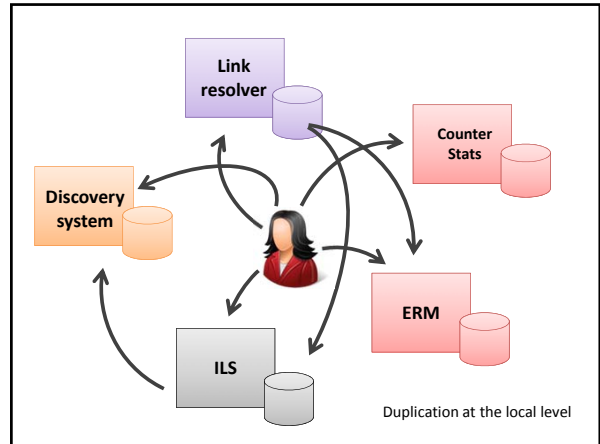 Link
resolver
Counter
Stats
Discovery
system
ERM
ILS
Duplication at the local level